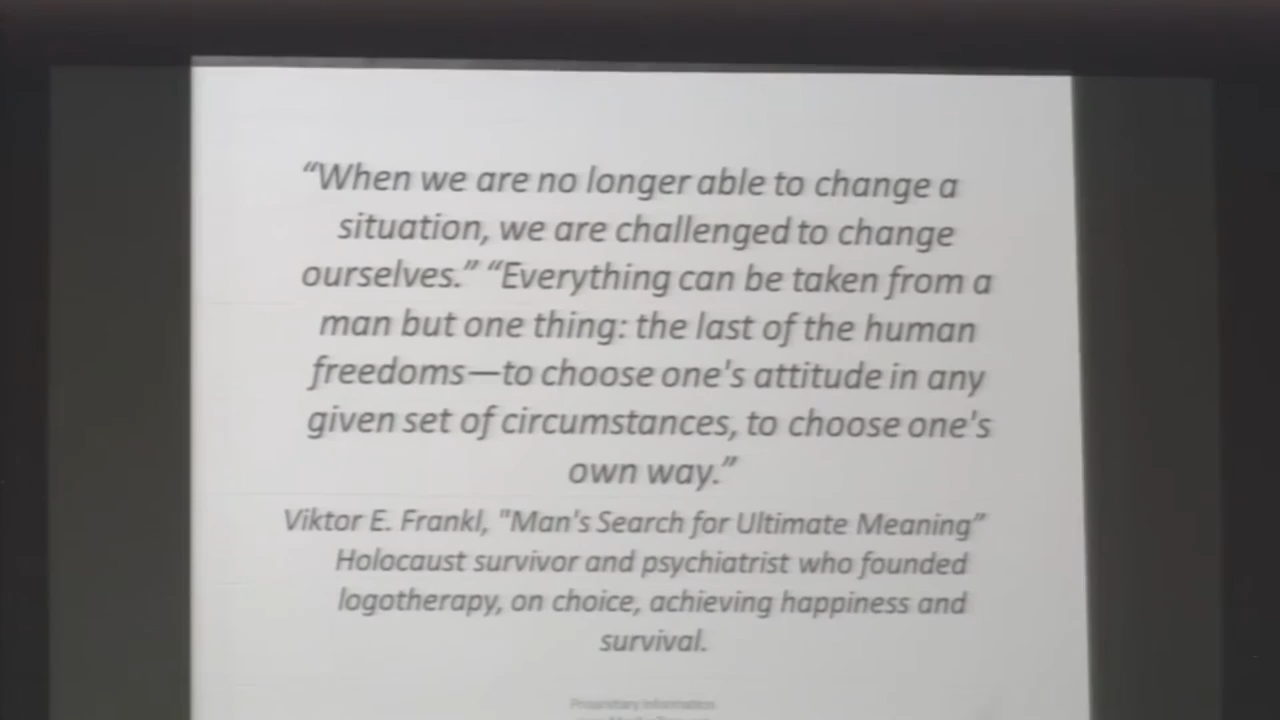 “When we are no longer able to change a
situation, we are challenged to change
ourselves.” “Everything can be taken from a
man but one thing: the last of the human
freedoms—to choose one's attitude in any
given set of circumstances, to choose one's
own way.”
Viktor E. Frankl, "Man's Search for Ultimate Meaning”
Holocaust survivor and psychiatrist who founded
logotherapy, on choice, achieving happiness and
survival.
Proprietary Information